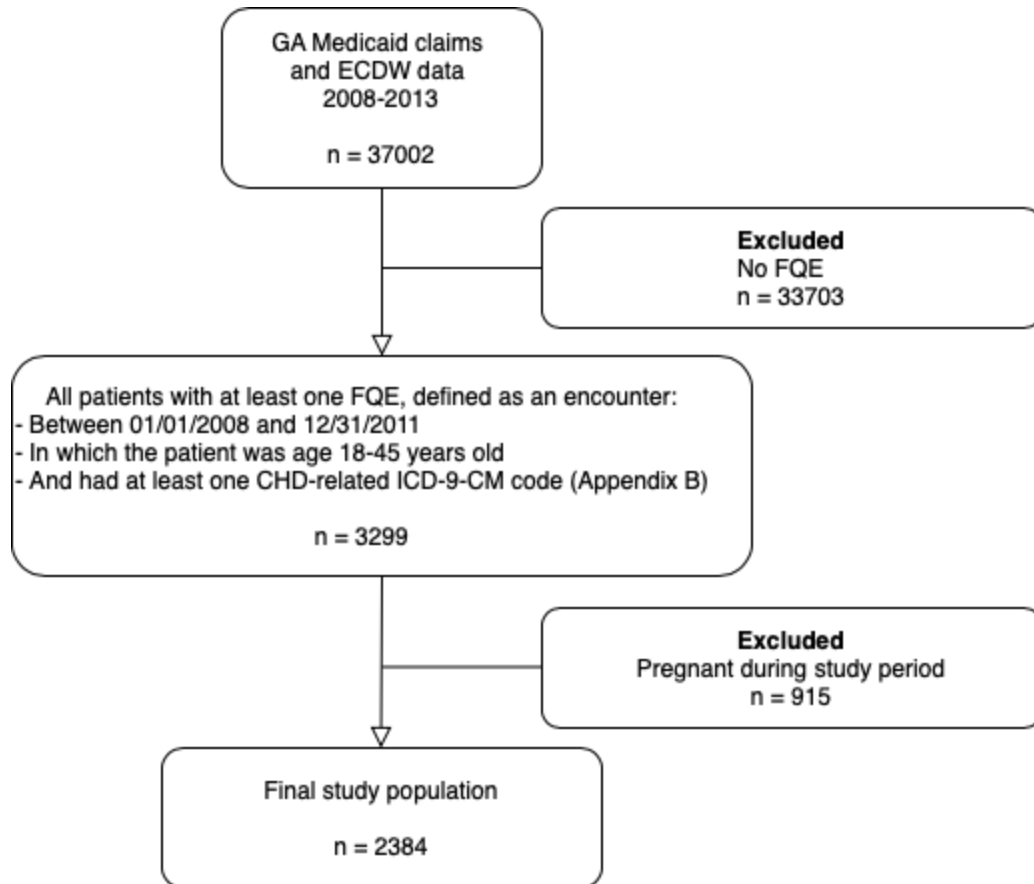 GA Medicaid claims
and ECDW data
2008-2013
n = 37002
Excluded
No FQE
n = 33703
All patients with at least one FQE, defined as an encounter:
- Between 01/01/2008 and 12/31/2011
- In which the patient was age 18-45 years old
- And had at least one CHD-related ICD-9-CM code (Appendix B)
n = 3299
Excluded
Pregnant during study period
n = 915
Final study population
n = 2384